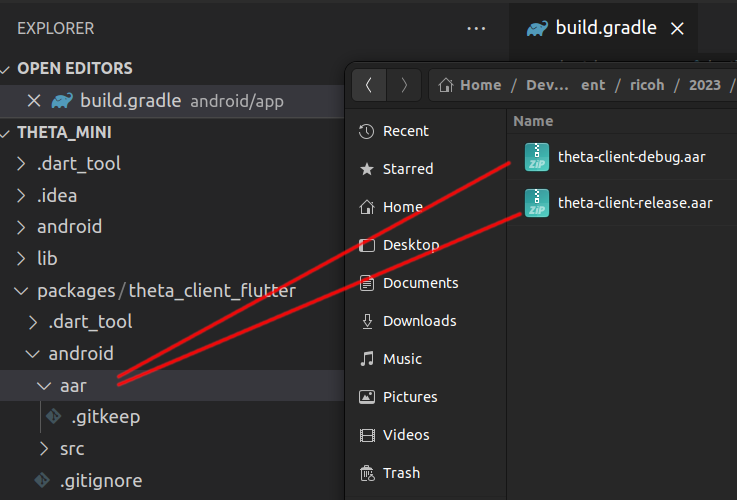 EXPLORER
...
OPEN EDITORS
build.gradle android/app
THETA_MINI
.dart_tool
.idea
android
lib
packages/theta_client_flutter
.dart_tool
android
aar
.gitkeep
src
.gitignore
build.gradle
Home / Dev... ent / ricoh / 2023 /
Recent
Starred
Home
Desktop
Documents
Downloads
Music
Pictures
Videos
Trash
Name
ZIP theta-client-debug.aar
ZIP theta-client-release.aar